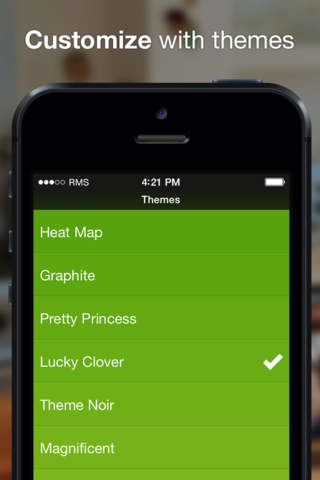 Customize with themes
RMS 4:21 PM
Themes
Heat Map
Graphite
Pretty Princess
Lucky Clover
Theme Noir
Magnificent